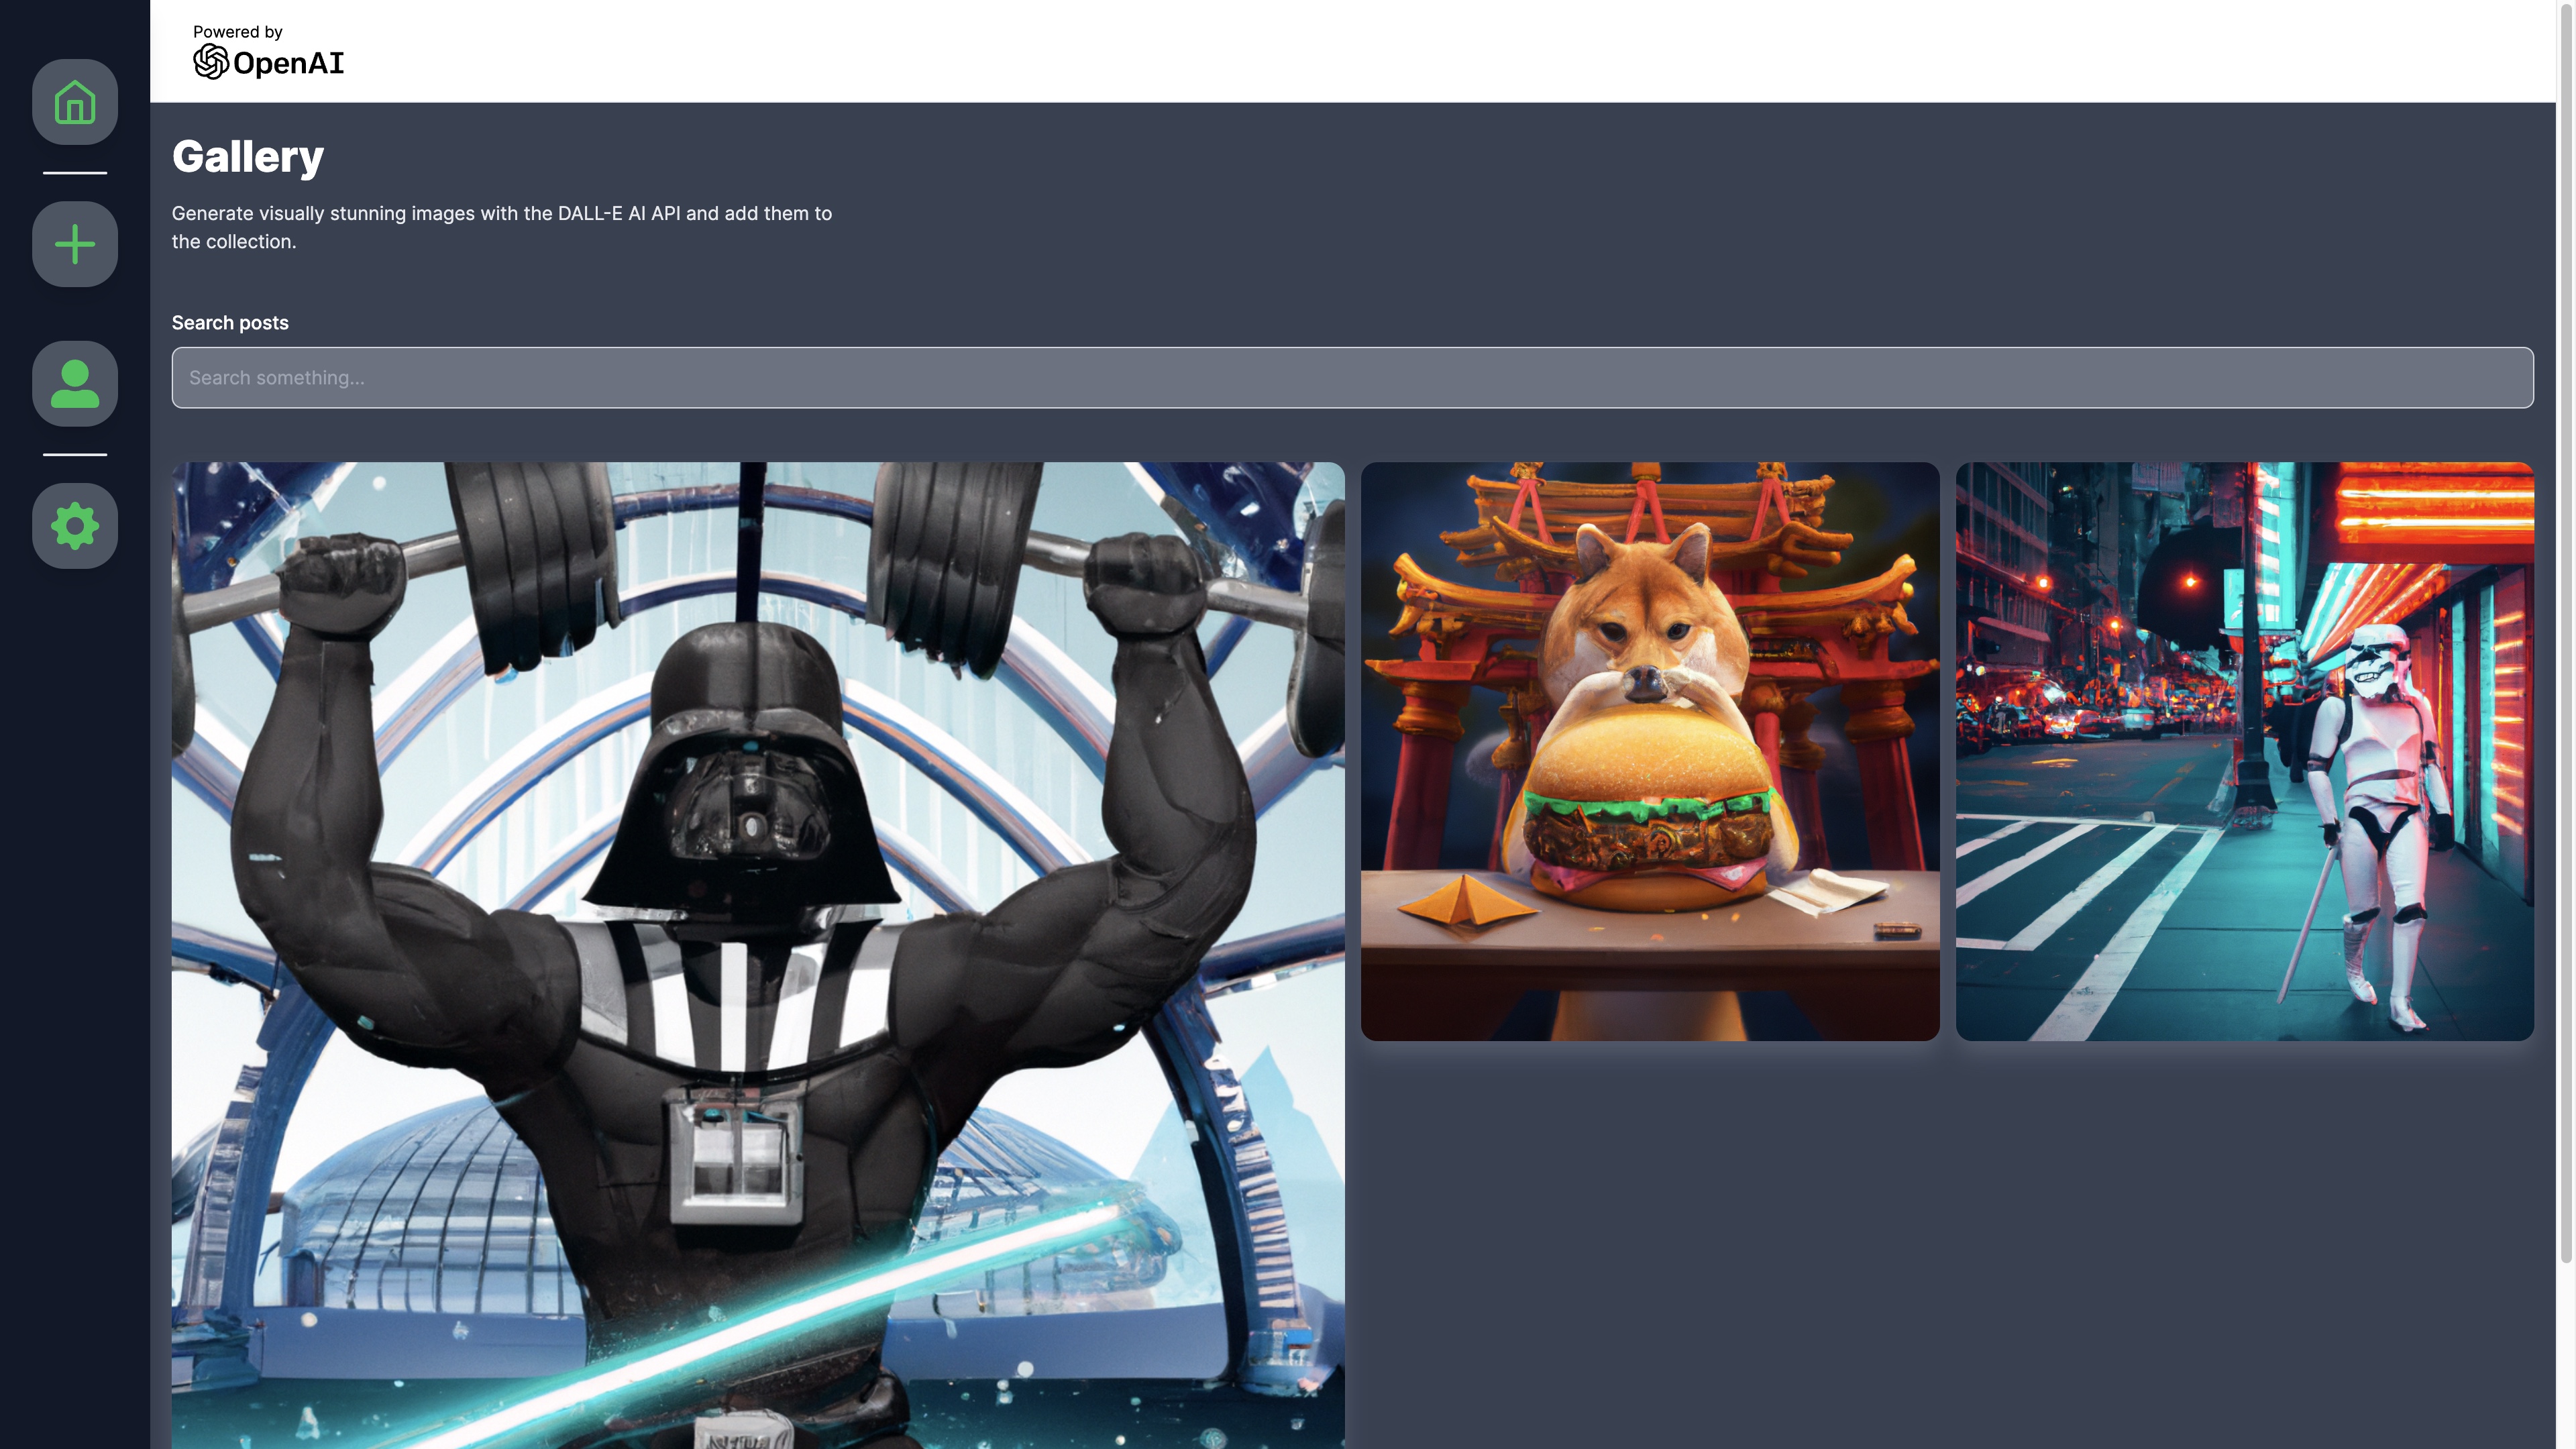 Powered by
OpenAI
Gallery
Generate visually stunning images with the DALL-E AI API and add them to
the collection.
Search posts
Search something...